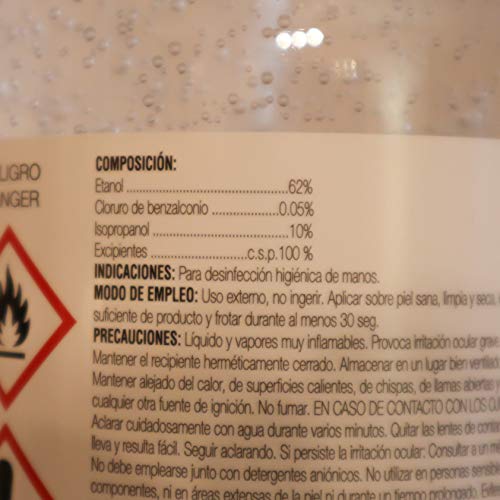 LIGRO
NGER
COMPOSICIÓN:
Etanol ........................................62%
Cloruro de benzalconio ...............0.05%
Isopropanol ..................................10%
Excipientes .........................c.s.p.100 %
INDICACIONES: Para desinfección higiénica de manos.
MODO DE EMPLEO: Uso externo, no ingerir. Aplicar sobre piel sana, limpia y seca,
suficiente de producto y frotar durante al menos 30 seg.
PRECAUCIONES: Líquido y vapores muy inflamables. Provoca irritación ocular grave
Mantener el recipiente herméticamente cerrado. Almacenar en un lugar bien ventilad
Mantener alejado del calor, de superficies calientes, de chispas, de llamas abiertas y
cualquier otra fuente de ignición. No fumar. EN CASO DE CONTACTO CON LOS OJ
Aclarar cuidadosamente con agua durante varios minutos. Quitar las lentes de contac
lleva y resulta fácil. Seguir aclarando. Si persiste la irritación ocular: Consultar a un me
No debe emplearse junto con detergentes aniónicos. No utilizar en personas sensible
componentes, ni en áreas extensas de la piel ni durante un tiempo prolongado.